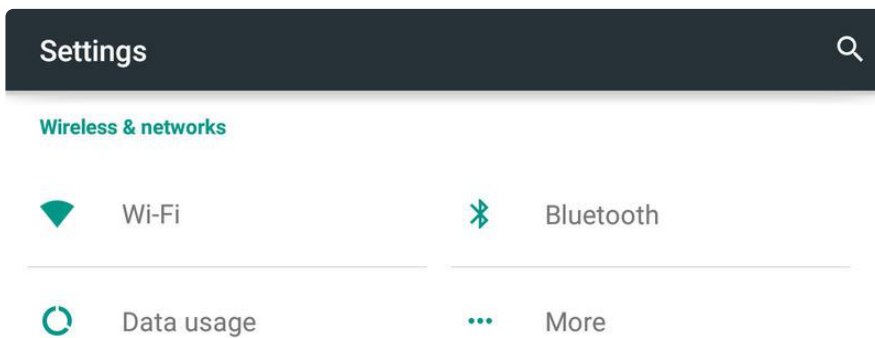 Settings
Wireless & networks
Wi-Fi
Bluetooth
Data usage
More